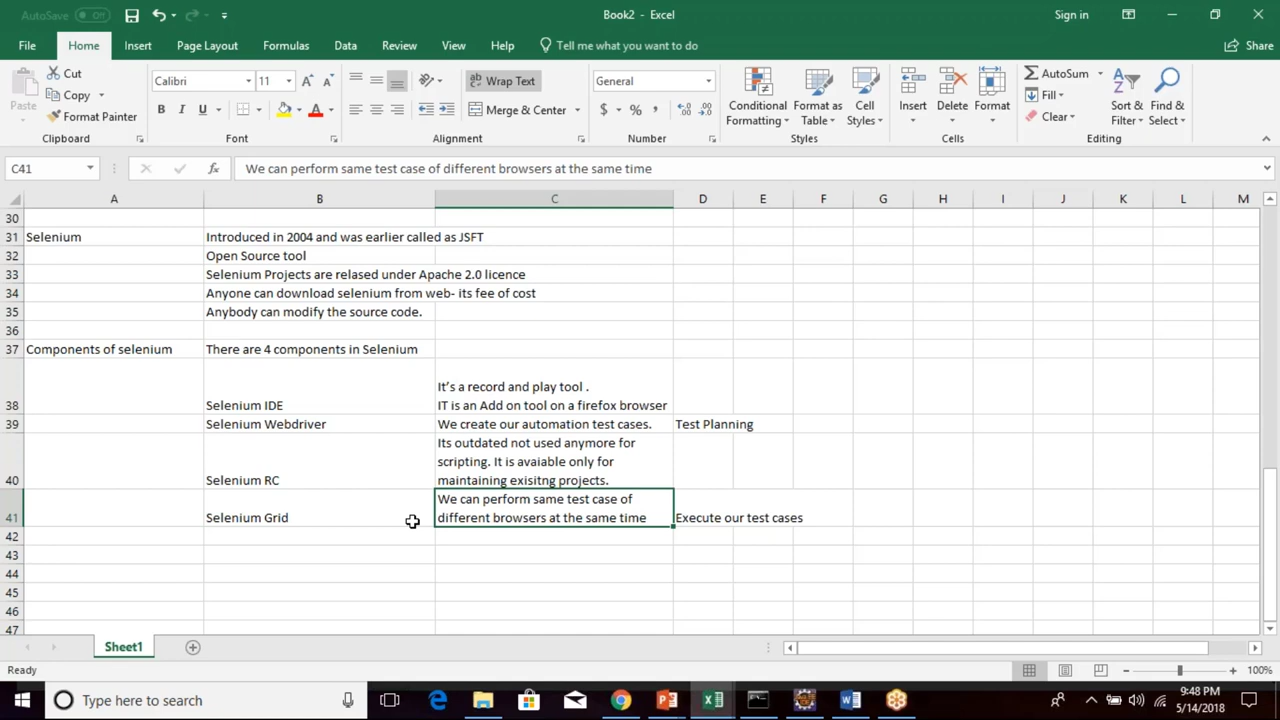 AutoSave Off
Book2 - Excel
Sign in
File Home Insert Page Layout Formulas Data Review View Help Tell me what you want to do Share
Paste
Cut
Copy
Format Painter
Clipboard
Calibri 11
B I U
Font
Wrap Text
Merge & Center
Alignment
General
$ % ,
Number
Conditional Formatting
Format as Table
Cell Styles
Styles
Insert Delete Format
Cells
AutoSum
Fill
Clear
Sort & Filter
Find & Select
Editing
C41 fx We can perform same test case of different browsers at the same time
A B C D E F G H I J K L M
30
31 Selenium Introduced in 2004 and was earlier called as JSFT
32 Open Source tool
33 Selenium Projects are relased under Apache 2.0 licence
34 Anyone can download selenium from web- its fee of cost
35 Anybody can modify the source code.
36
37 Components of selenium There are 4 components in Selenium
It's a record and play tool .
38 Selenium IDE IT is an Add on tool on a firefox browser
39 Selenium Webdriver We create our automation test cases. Test Planning
Its outdated not used anymore for
scripting. It is avaiable only for
40 Selenium RC maintaining exisitng projects.
We can perform same test case of
41 Selenium Grid different browsers at the same time Execute our test cases
42
43
44
45
46
47
Sheet1
Ready 100%
Type here to search
9:48 PM
5/14/2018